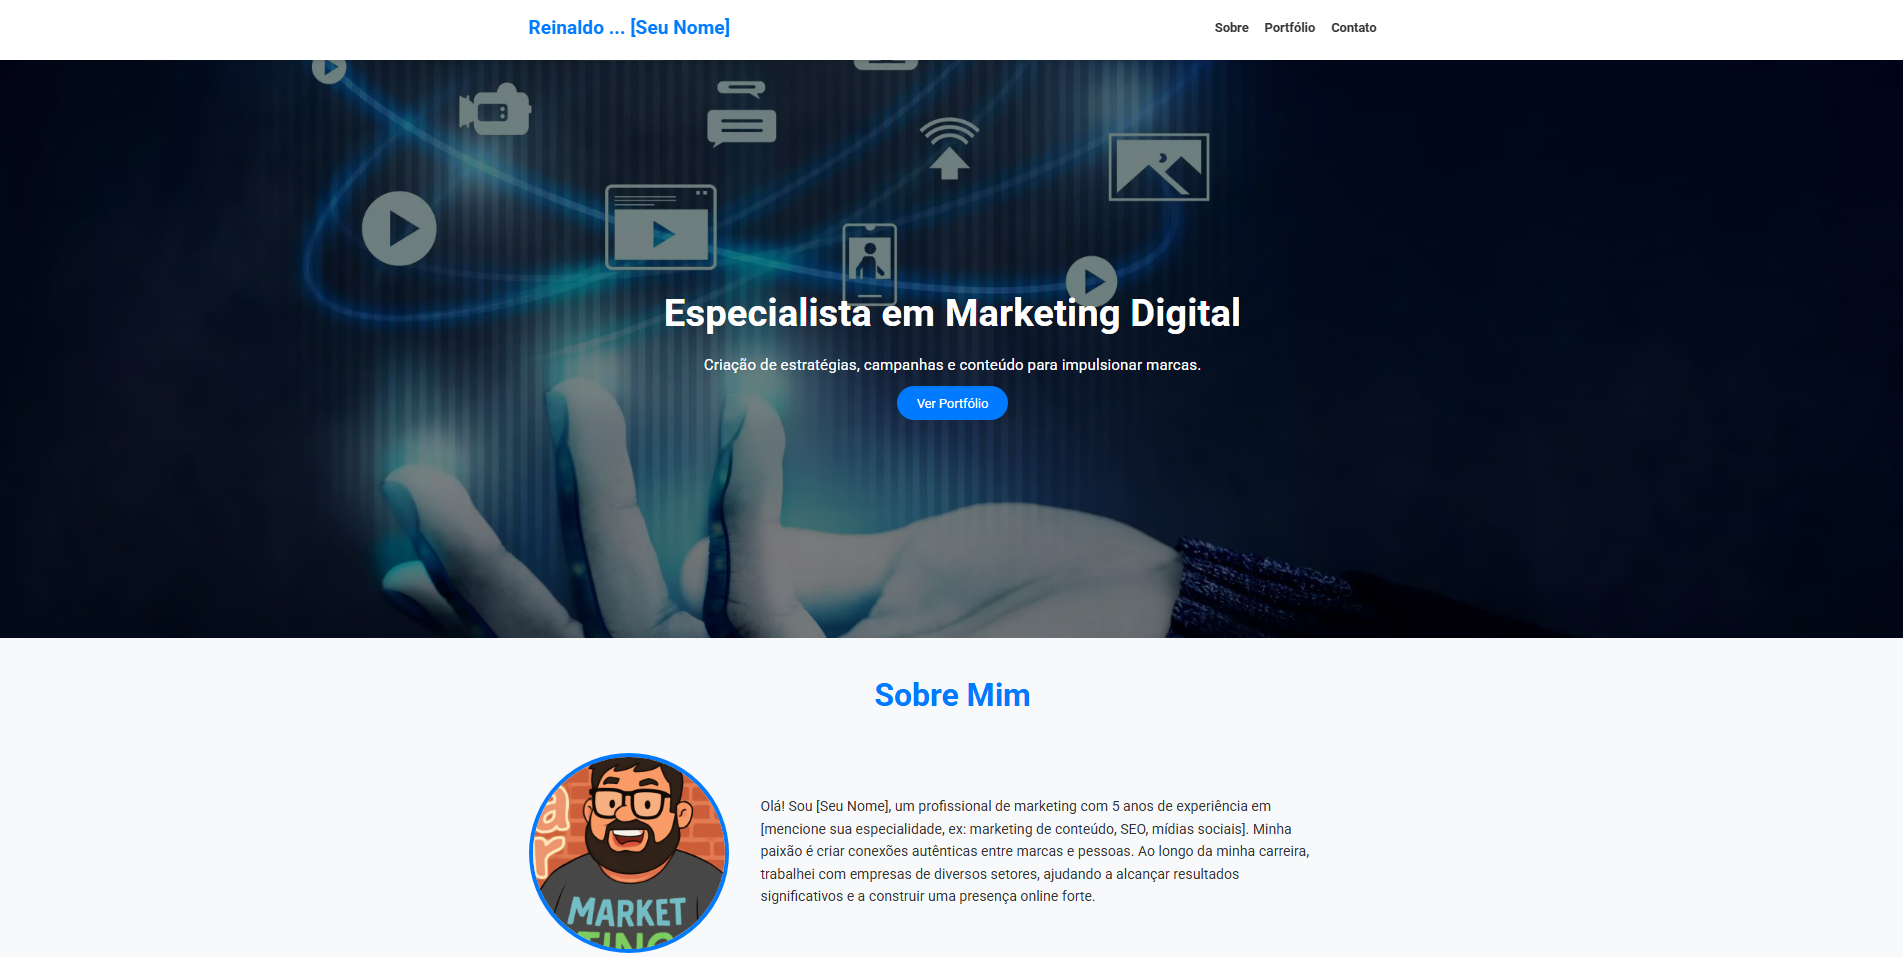 Reinaldo ... [Seu Nome]
Sobre Portfólio Contato
Especialista em Marketing Digital
Criação de estratégias, campanhas e conteúdo para impulsionar marcas.
Ver Portfólio
Sobre Mim
ar
MARKET
TING
Olá! Sou [Seu Nome], um profissional de marketing com 5 anos de experiência em
[mencione sua especialidade, ex: marketing de conteúdo, SEO, mídias sociais]. Minha
paixão é criar conexões autênticas entre marcas e pessoas. Ao longo da minha carreira,
trabalhei com empresas de diversos setores, ajudando a alcançar resultados
significativos e a construir uma presença online forte.